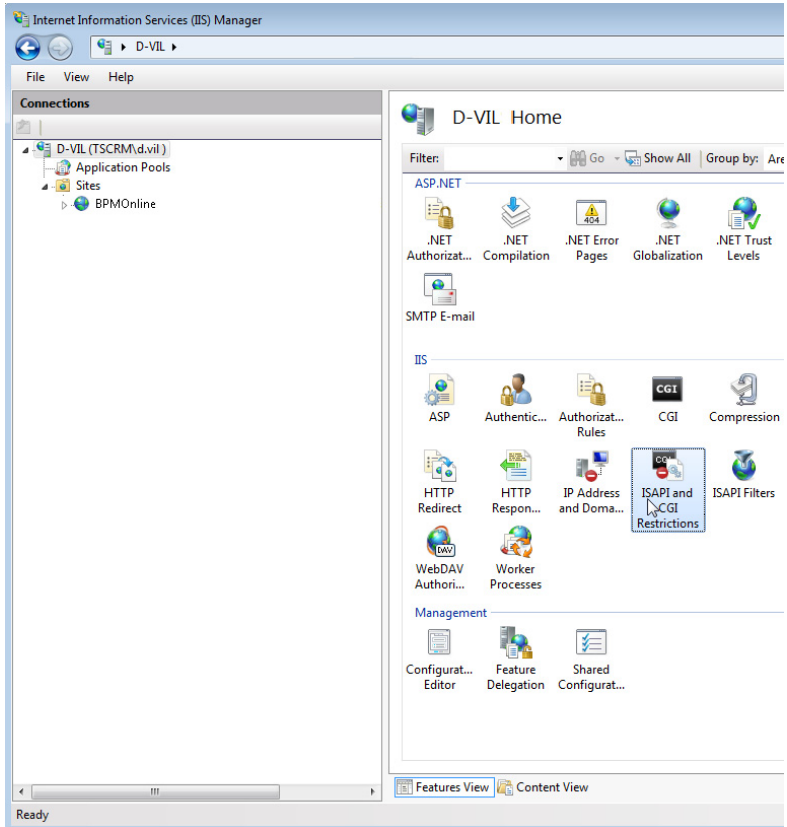 Internet Information Services (IIS) Manager
D-VIL
File View Help
Connections
D-VIL (TSCRM\d.vil )
Application Pools
Sites
BPMOnline
D-VIL Home
Filter: Go Show All Group by: Are
ASP.NET
.NET Authorizat...
.NET Compilation
404
.NET Error Pages
.NET Globalization
.NET Trust Levels
SMTP E-mail
IIS
ASP
Authentic...
Authorizat... Rules
CGI
CGI
Compression
HTTP Redirect
HTTP Respon...
IP Address and Doma...
ISAPI and CGI Restrictions
ISAPI Filters
DAV
WebDAV Authori...
Worker Processes
Management
Configurat... Editor
Feature Delegation
Shared Configurat...
Features View Content View
Ready